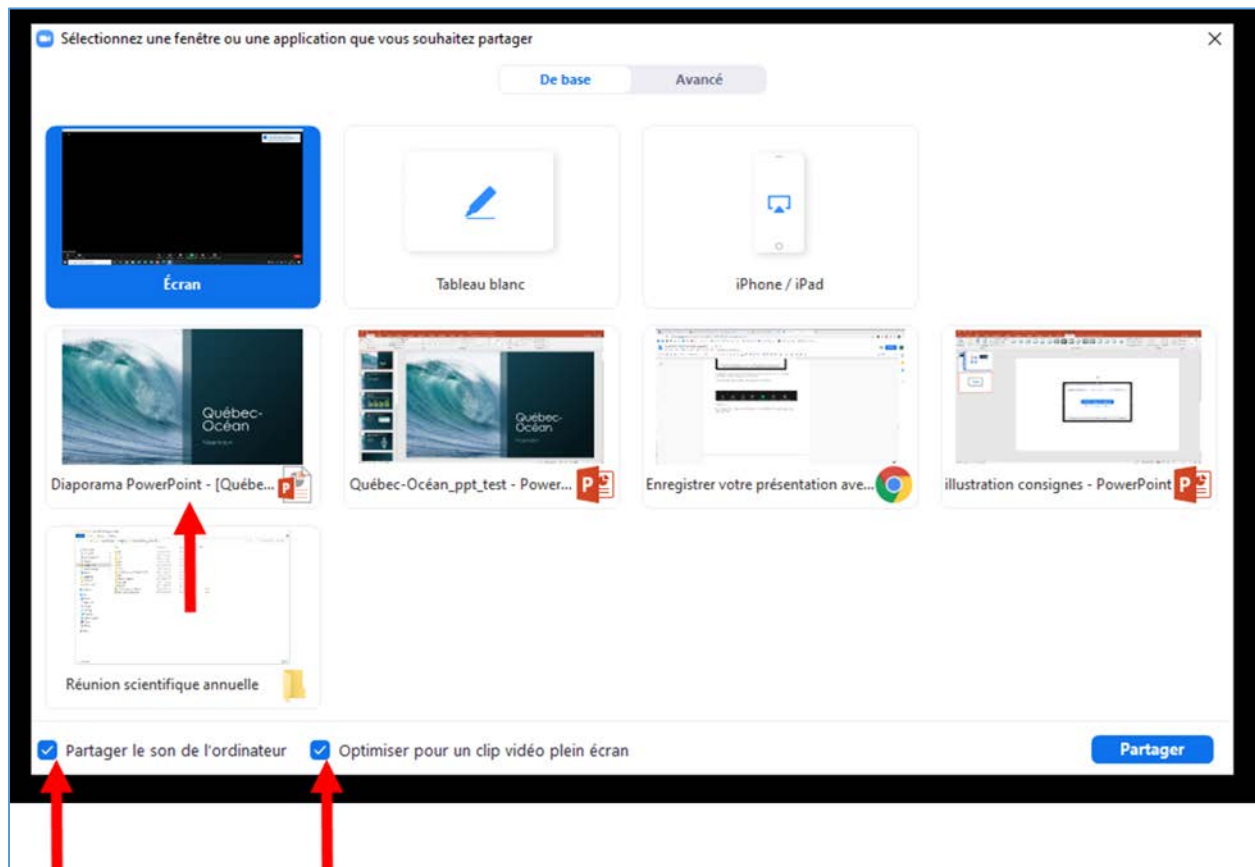 Sélectionnez une fenêtre ou une application que vous souhaitez partager
De base Avancé
Écran
Tableau blanc
iPhone / iPad
Québec-
Océan
Québec-
Océan
Diaporama PowerPoint - [Québe...
Québec-Océan_ppt_test - Power...
Enregistrer votre présentation ave...
illustration consignes - PowerPoint
Réunion scientifique annuelle
Partager le son de l'ordinateur
Optimiser pour un clip vidéo plein écran
Partager